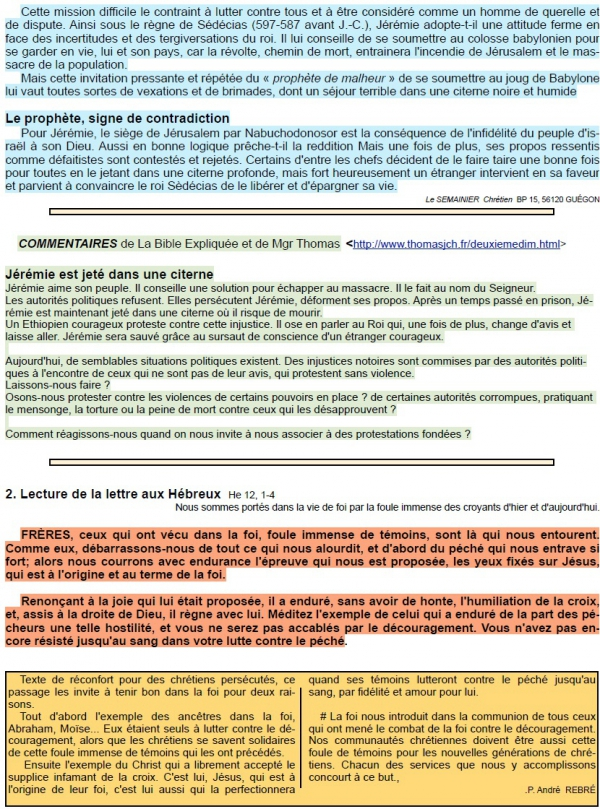 Cette mission difficile le contraint à lutter contre tous et à être considéré comme un homme de querelle et
de dispute. Ainsi sous le règne de Sédécias (597-587 avant J.-C.), Jérémie adopte-t-il une attitude ferme en
face des incertitudes et des tergiversations du roi. Il lui conseille de se soumettre au colosse babylonien pour
se garder en vie, lui et son pays, car la révolte, chemin de mort, entrainera l'incendie de Jérusalem et le mas-
sacre de la population.
Mais cette invitation pressante et répétée du « prophète de malheur » de se soumettre au joug de Babylone
lui vaut toutes sortes de vexations et de brimades, dont un séjour terrible dans une citerne noire et humide
Le prophète, signe de contradiction
Pour Jérémie, le siège de Jérusalem par Nabuchodonosor est la conséquence de l'infidélité du peuple d'is-
raël à son Dieu. Aussi en bonne logique prêche-t-il la reddition Mais une fois de plus, ses propos ressentis
comme défaitistes sont contestés et rejetés. Certains d'entre les chefs décident de le faire taire une bonne fois
pour toutes en le jetant dans une citerne profonde, mais fort heureusement un étranger intervient en sa faveur
et parvient à convaincre le roi Sédécias de le libérer et d'épargner sa vie.
Le SEMAINIER Chrétien BP 15, 56120 GUÉGON
COMMENTAIRES de La Bible Expliquée et de Mgr Thomas <http://www.thomasjch.fr/deuxiemedim.html>
Jérémie est jeté dans une citerne
Jérémie aime son peuple. Il conseille une solution pour échapper au massacre. Il le fait au nom du Seigneur.
Les autorités politiques refusent. Elles persécutent Jérémie, déforment ses propos. Après un temps passé en prison, Jé-
rémie est maintenant jeté dans une citerne où il risque de mourir.
Un Ethiopien courageux proteste contre cette injustice. Il ose en parler au Roi qui, une fois de plus, change d'avis et
laisse aller. Jérémie sera sauvé grâce au sursaut de conscience d'un étranger courageux.
Aujourd'hui, de semblables situations politiques existent. Des injustices notoires sont commises par des autorités politi-
ques à l'encontre de ceux qui ne sont pas de leur avis, qui protestent sans violence.
Laissons-nous faire ?
Osons-nous protester contre les violences de certains pouvoirs en place ? de certaines autorités corrompues, pratiquant
le mensonge, la torture ou la peine de mort contre ceux qui les désapprouvent ?
Comment réagissons-nous quand on nous invite à nous associer à des protestations fondées ?
2. Lecture de la lettre aux Hébreux He 12, 1-4
Nous sommes portés dans la vie de foi par la foule immense des croyants d'hier et d'aujourd'hui.
FRÈRES, ceux qui ont vécu dans la foi, foule immense de témoins, sont là qui nous entourent.
Comme eux, débarrassons-nous de tout ce qui nous alourdit, et d'abord du péché qui nous entrave si
fort; alors nous courrons avec endurance l'épreuve qui nous est proposée, les yeux fixés sur Jésus,
qui est à l'origine et au terme de la foi.
Renonçant à la joie qui lui était proposée, il a enduré, sans avoir de honte, l'humiliation de la croix,
et, assis à la droite de Dieu, il règne avec lui. Méditez l'exemple de celui qui a enduré de la part des pé-
cheurs une telle hostilité, et vous ne serez pas accablés par le découragement. Vous n'avez pas en-
core résisté jusqu'au sang dans votre lutte contre le péché.
Texte de réconfort pour des chrétiens persécutés, ce
passage les invite à tenir bon dans la foi pour deux rai-
sons.
Tout d'abord l'exemple des ancêtres dans la foi,
Abraham, Moïse... Eux étaient seuls à lutter contre le dé-
couragement, alors que les chrétiens se savent solidaires
de cette foule immense de témoins qui les ont précédés.
Ensuite l'exemple du Christ qui a librement accepté le
supplice infamant de la croix. C'est lui, Jésus, qui est à
l'origine de leur foi, c'est lui aussi qui la perfectionnera
quand ses témoins lutteront contre le péché jusqu'au
sang, par fidélité et amour pour lui.
# La foi nous introduit dans la communion de tous ceux
qui ont mené le combat de la foi contre le découragement.
Nos communautés chrétiennes doivent être aussi cette
foule de témoins pour les nouvelles générations de chré-
tiens. Chacun des services que nous y accomplissons
concourt à ce but.,
.P. André REBRÉ